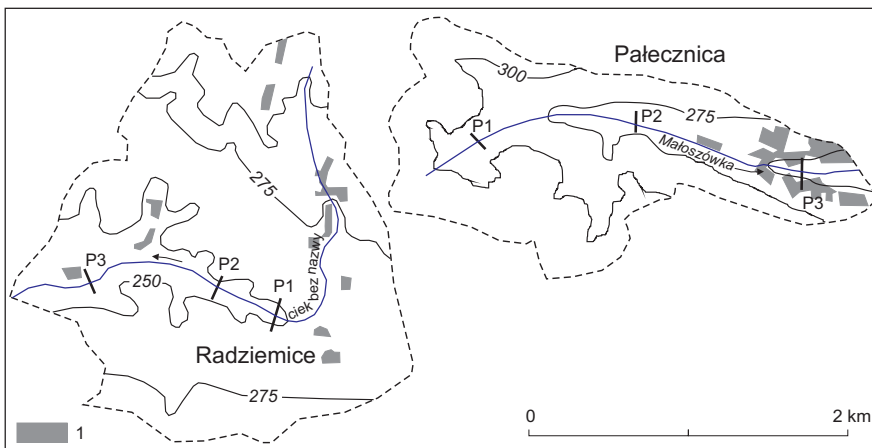 Pałecznica
300
275
P1
P2
Małoszówka
P3
275
P3
P2
P1
250
ciek bez nazwy
Radziemice
275
1
0
2 km